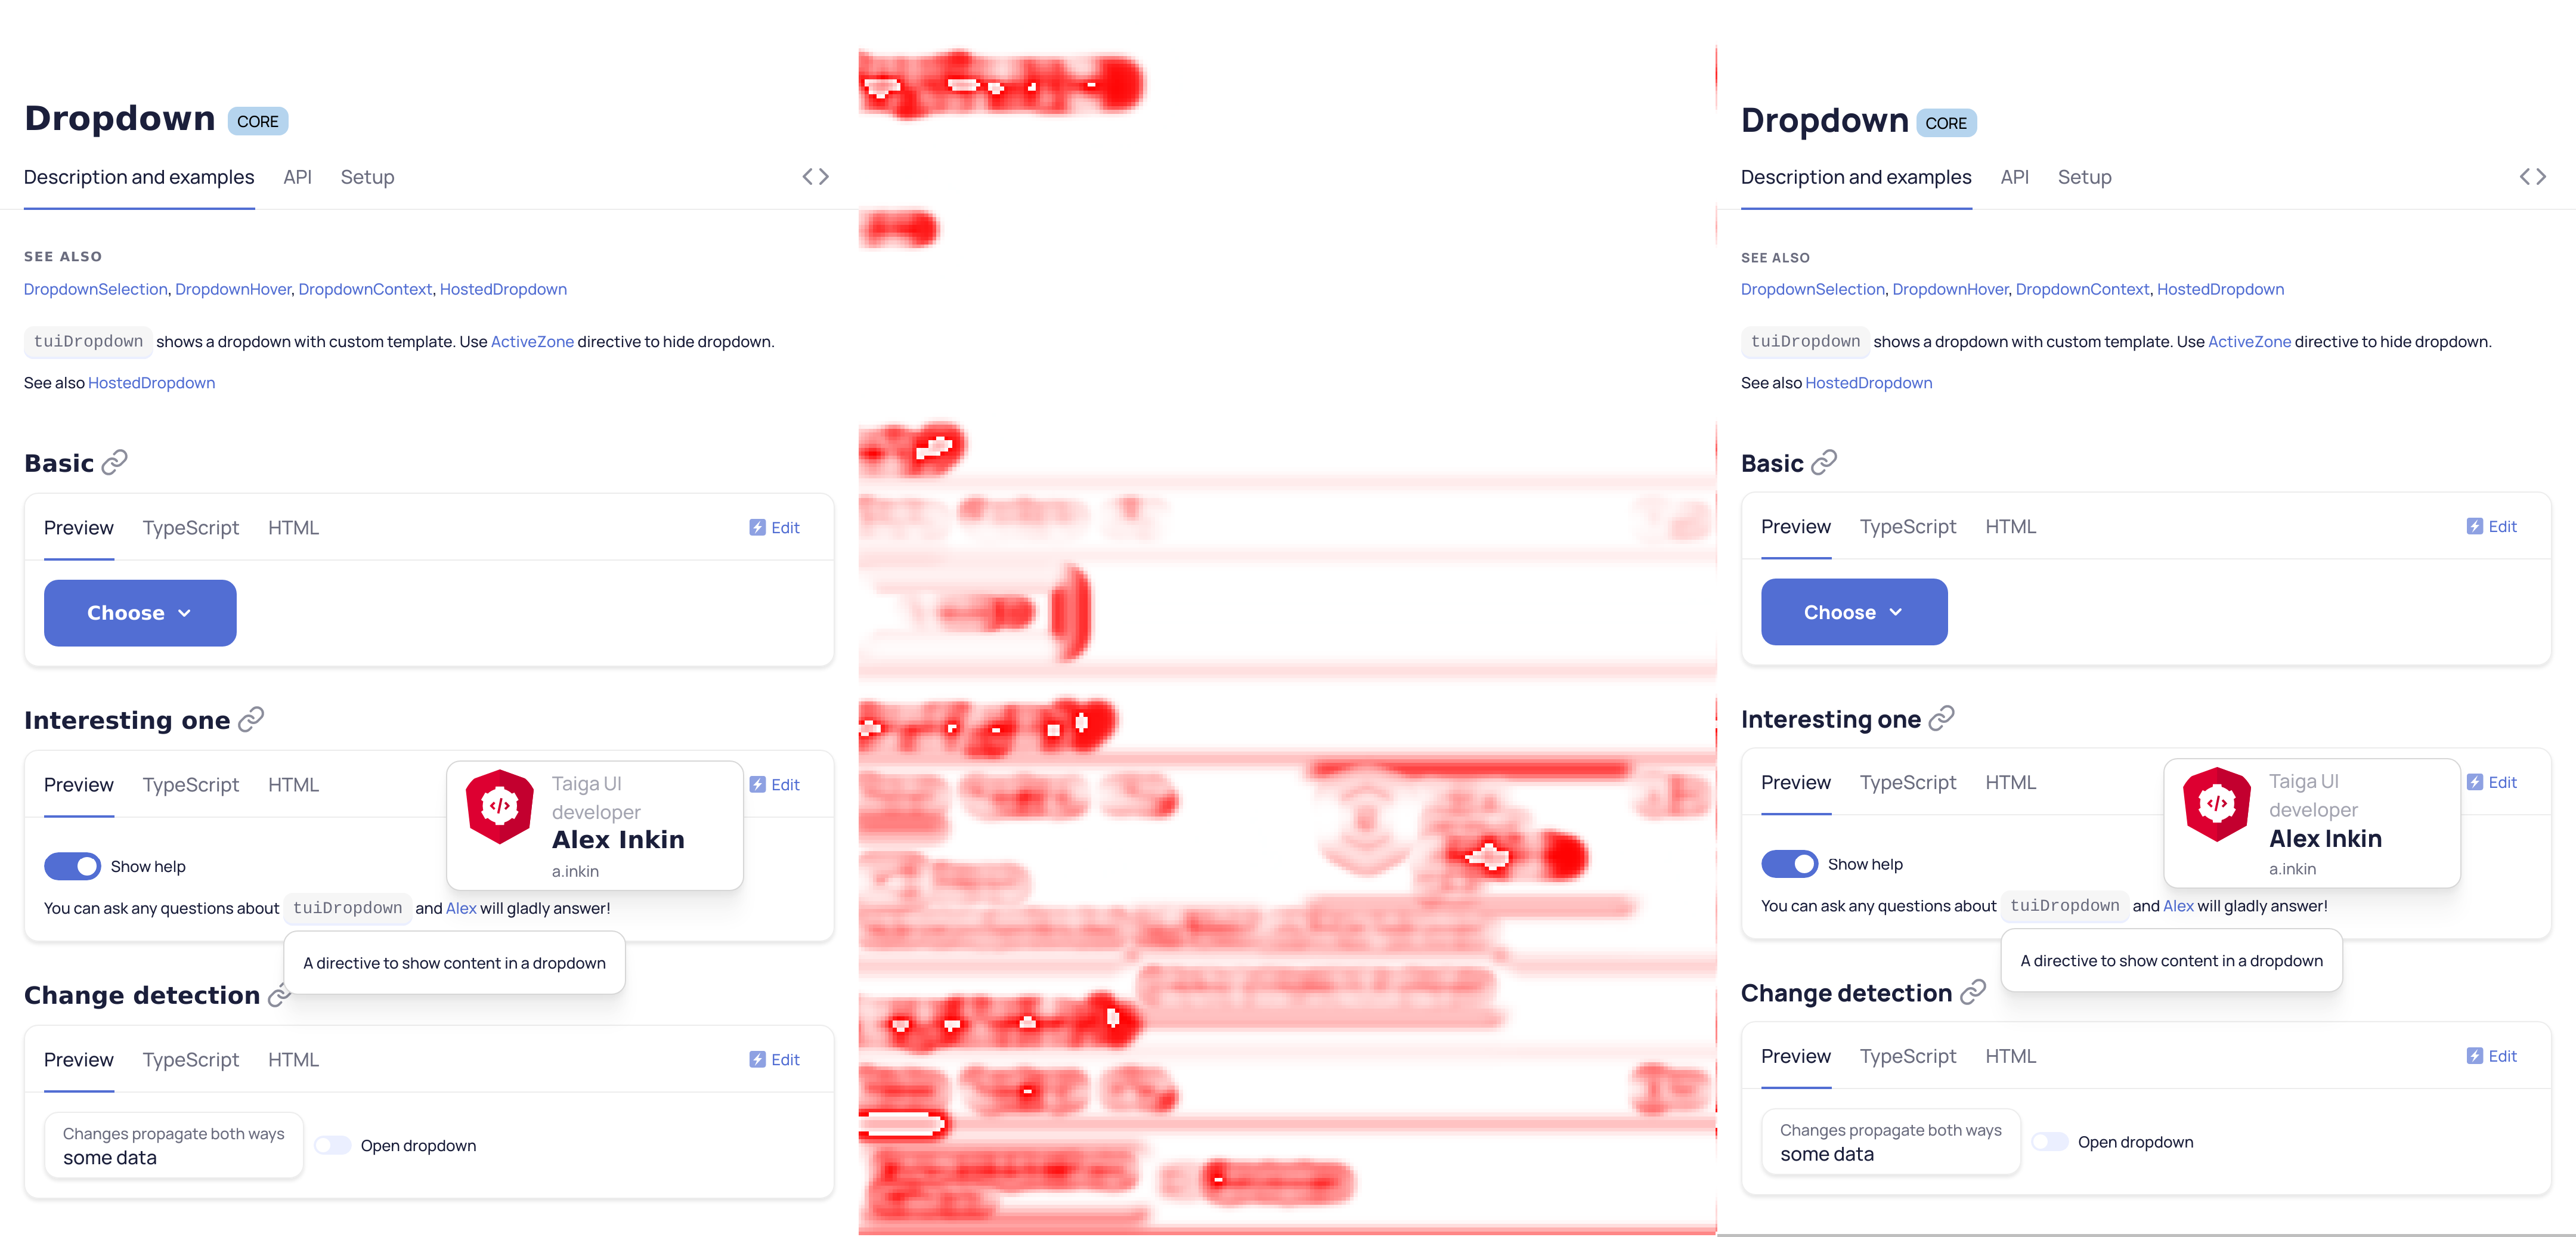 Dropdown CORE
Description and examples API Setup
SEE ALSO
DropdownSelection, DropdownHover, DropdownContext, HostedDropdown
tuiDropdown shows a dropdown with custom template. Use ActiveZone directive to hide dropdown.
See also HostedDropdown
Basic
Preview TypeScript HTML Edit
Choose
Interesting one
Preview TypeScript HTML Edit
Taiga UI
developer
Alex Inkin
a.inkin
Show help
You can ask any questions about tuiDropdown and Alex will gladly answer!
A directive to show content in a dropdown
Change detection
Preview TypeScript HTML Edit
Changes propagate both ways
some data
Open dropdown
Dropdown CORE
Description and examples API Setup
SEE ALSO
DropdownSelection, DropdownHover, DropdownContext, HostedDropdown
tuiDropdown shows a dropdown with custom template. Use ActiveZone directive to hide dropdown.
See also HostedDropdown
Basic
Preview TypeScript HTML Edit
Choose
Interesting one
Preview TypeScript HTML Edit
Taiga UI
developer
Alex Inkin
a.inkin
Show help
You can ask any questions about tuiDropdown and Alex will gladly answer!
A directive to show content in a dropdown
Change detection
Preview TypeScript HTML Edit
Changes propagate both ways
some data
Open dropdown